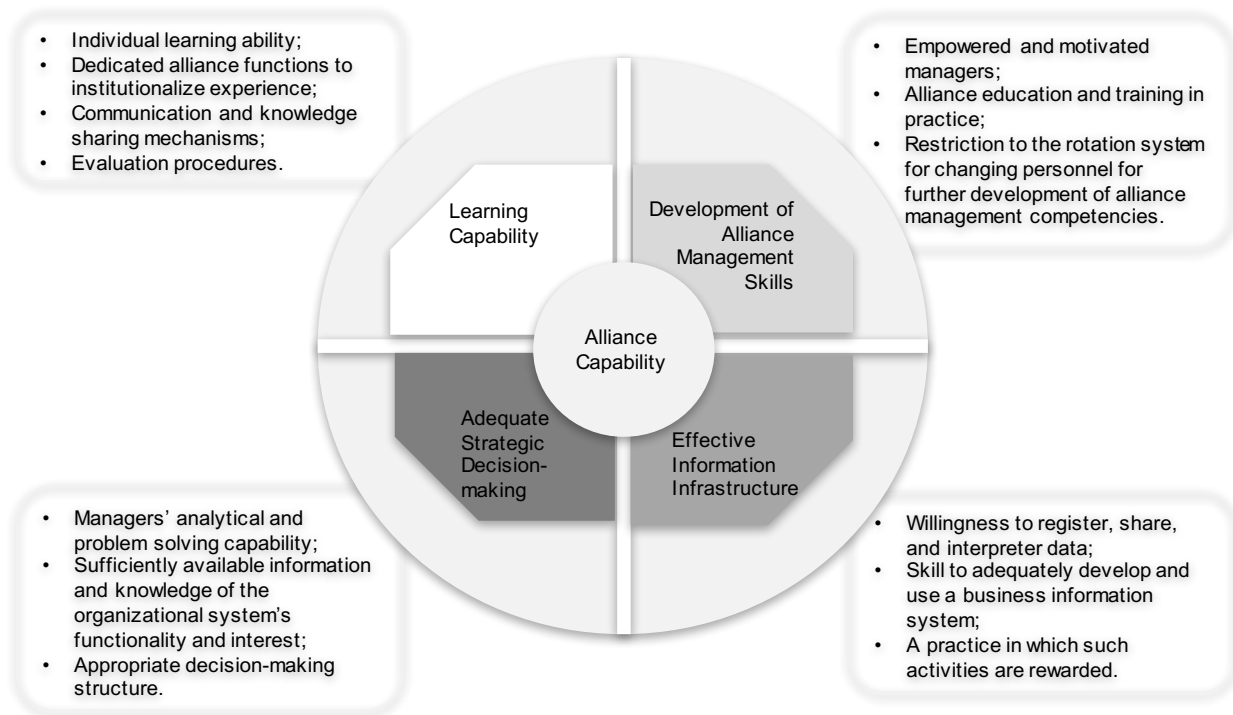 • Individual learning ability;
• Dedicated alliance functions to
institutionalize experience;
• Communication and knowledge
sharing mechanisms;
• Evaluation procedures.
• Empowered and motivated
managers;
• Alliance education and training in
practice;
• Restriction to the rotation system
for changing personnel for
further development of alliance
management competencies.
Learning
Capability
Development of
Alliance
Management
Skills
Alliance
Capability
Adequate
Strategic
Decision-
making
Effective
Information
Infrastructure
• Managers’ analytical and
problem solving capability;
• Sufficiently available information
and knowledge of the
organizational system’s
functionality and interest;
• Appropriate decision-making
structure.
• Willingness to register, share,
and interpreter data;
• Skill to adequately develop and
use a business information
system;
• A practice in which such
activities are rewarded.